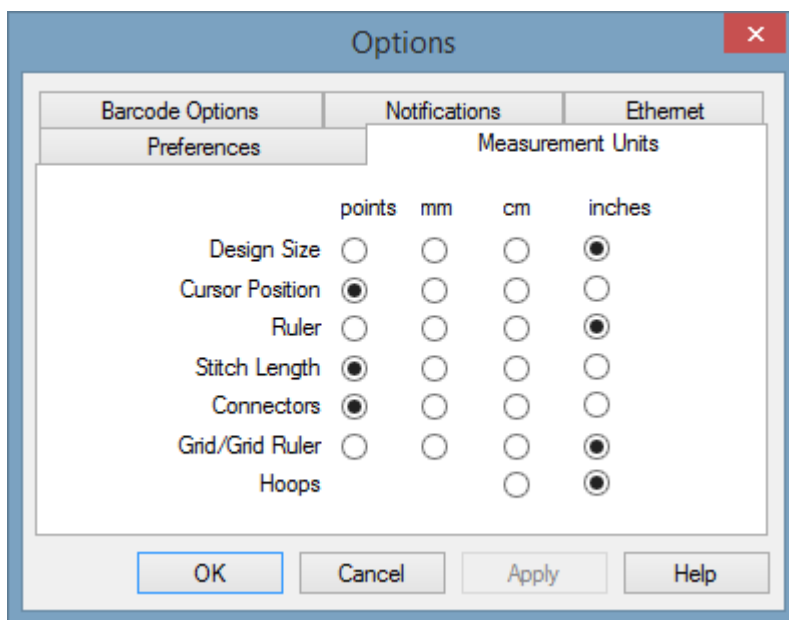 Options
Barcode Options Notifications Ethernet
Preferences Measurement Units
points mm cm inches
Design Size
Cursor Position
Ruler
Stitch Length
Connectors
Grid/Grid Ruler
Hoops
OK Cancel Apply Help